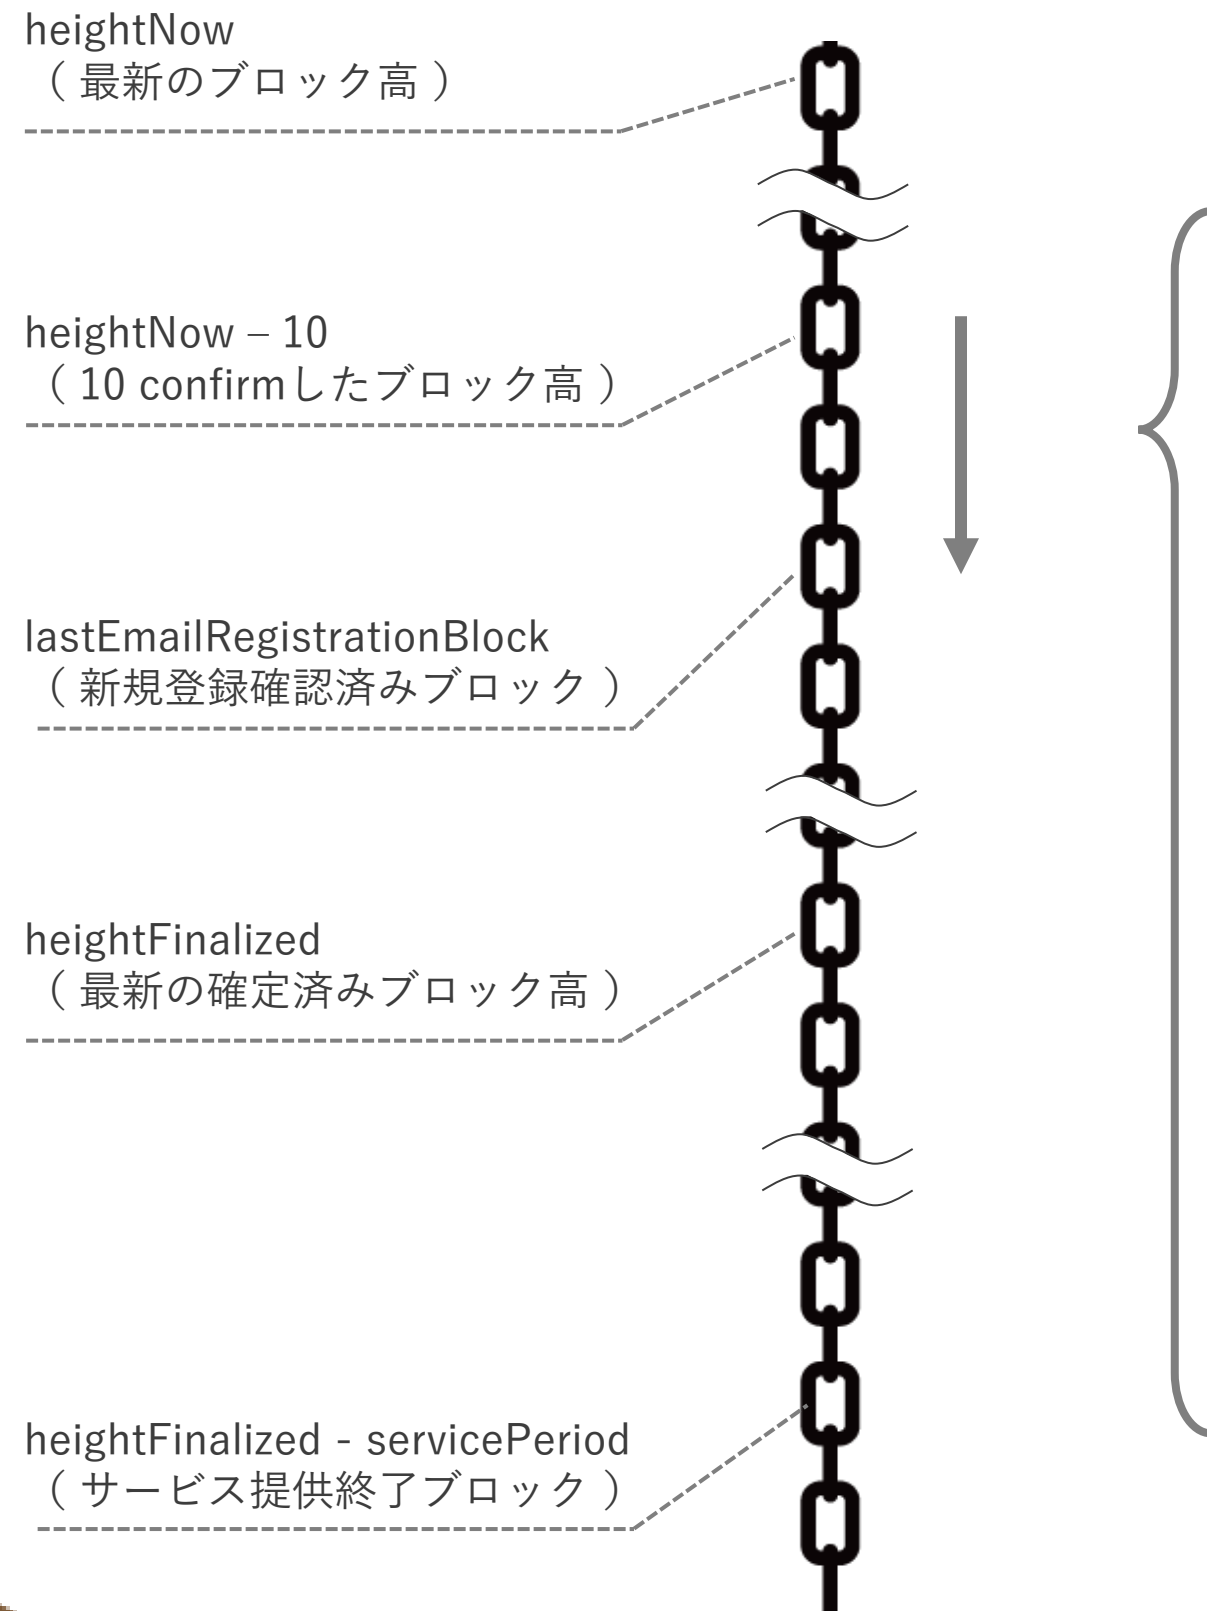 heightNow
（ 最新のブロック高 ）
heightNow – 10
（ 10 confirmしたブロック高 ）
lastEmailRegistrationBlock
（ 新規登録確認済みブロック ）
heightFinalized
（ 最新の確定済みブロック高 ）
heightFinalized - servicePeriod
（ サービス提供終了ブロック ）